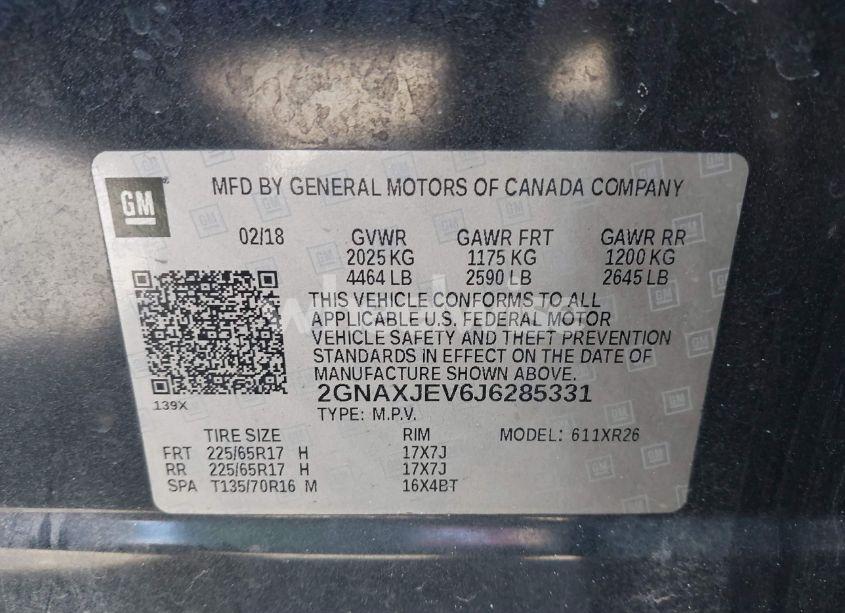 GM
MFD BY GENERAL MOTORS OF CANADA COMPANY
02/18 GVWR GAWR FRT GAWR RR
2025 KG 1175 KG 1200 KG
4464 LB 2590 LB 2645 LB
THIS VEHICLE CONFORMS TO ALL
APPLICABLE U.S. FEDERAL MOTOR
VEHICLE SAFETY AND THEFT PREVENTION
STANDARDS IN EFFECT ON THE DATE OF
MANUFACTURE SHOWN ABOVE.
2GNAXJEV6J6285331
139X
TYPE: M.P.V.
TIRE SIZE RIM MODEL: 611XR26
FRT 225/65R17 H 17X7J
RR 225/65R17 H 17X7J
SPA T135/70R16 M 16X4BT